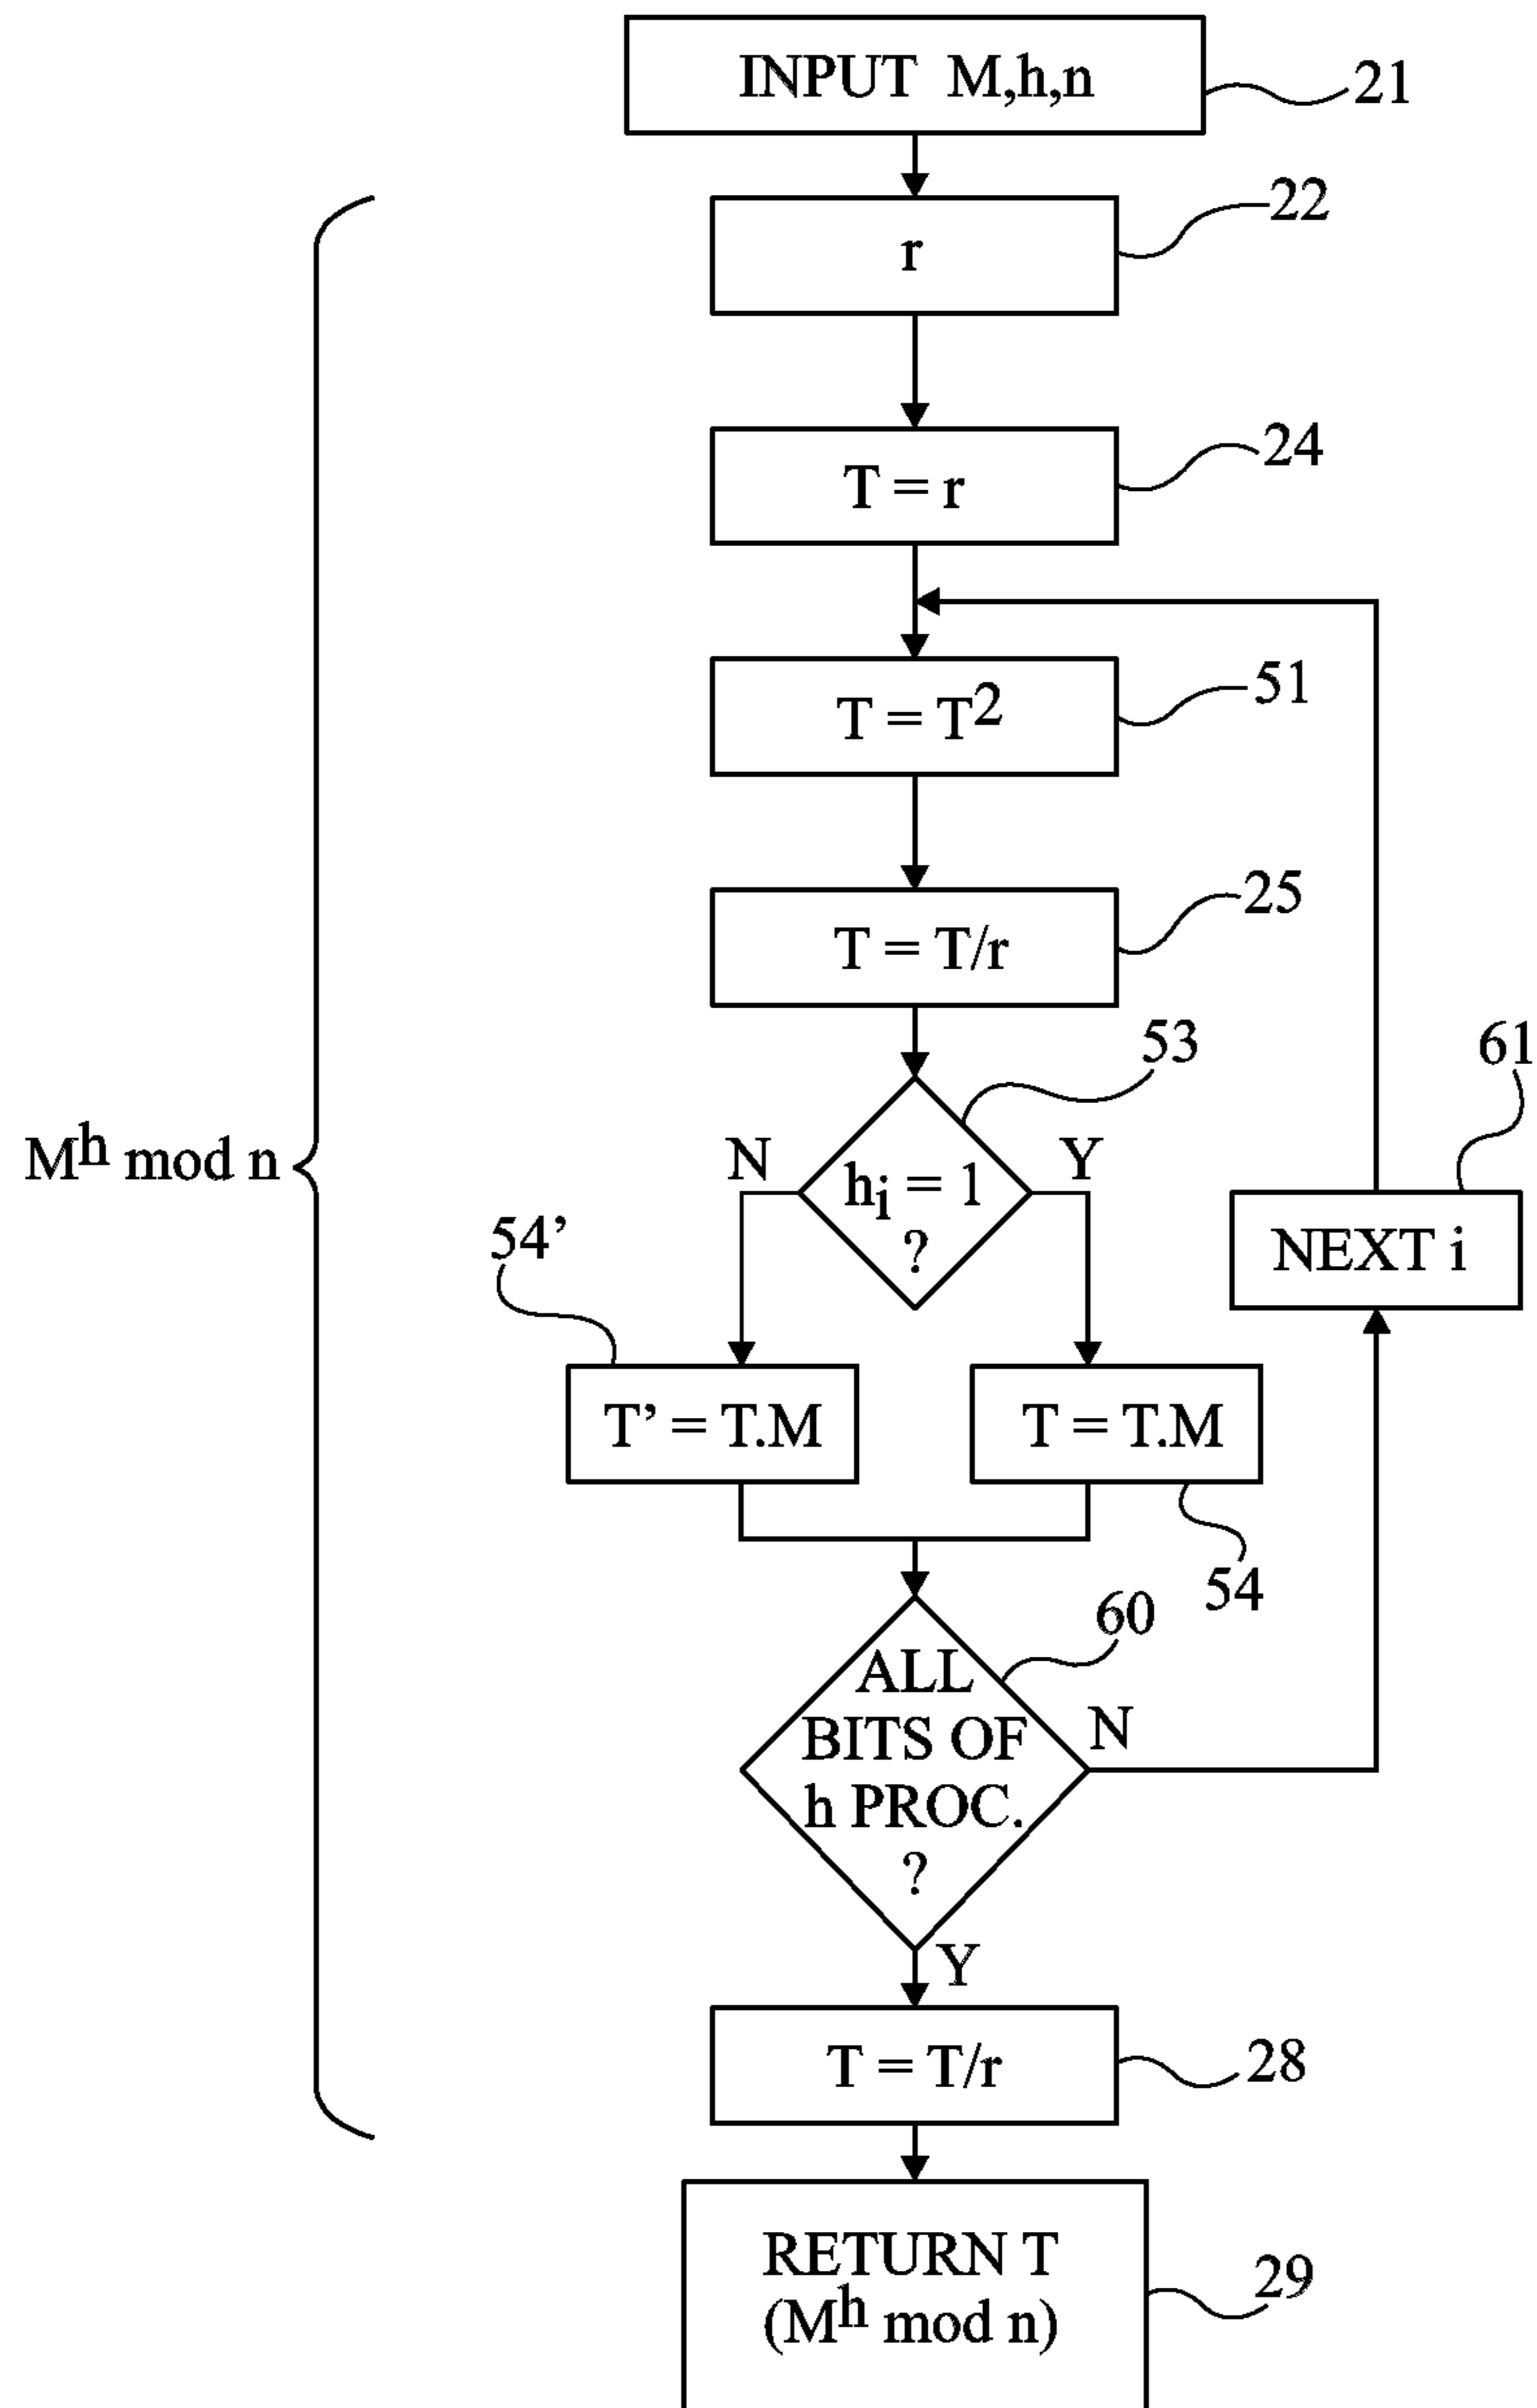 INPUT M,h,n
21
22
r
24
T = r
51
T = T²
25
T = T/r
53
61
Mʰ mod n
N
Y
hᵢ = 1
?
54’
NEXT i
T’ = T.M
T = T.M
54
60
ALL
BITS OF
h PROC.
?
N
Y
T = T/r
28
RETURN T
(Mʰ mod n)
29